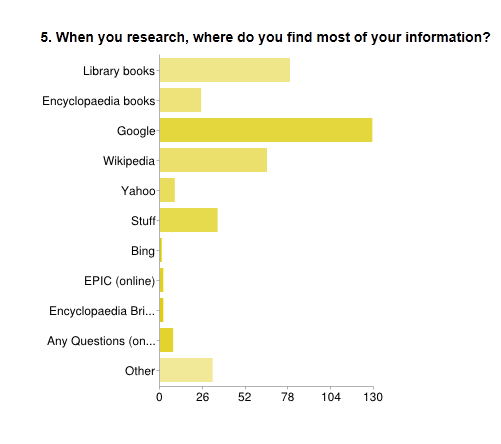 5. When you research, where do you find most of your information?
Library books
Encyclopaedia books
Google
Wikipedia
Yahoo
Stuff
Bing
EPIC (online)
Encyclopaedia Bri...
Any Questions (on...
Other
0 26 52 78 104 130